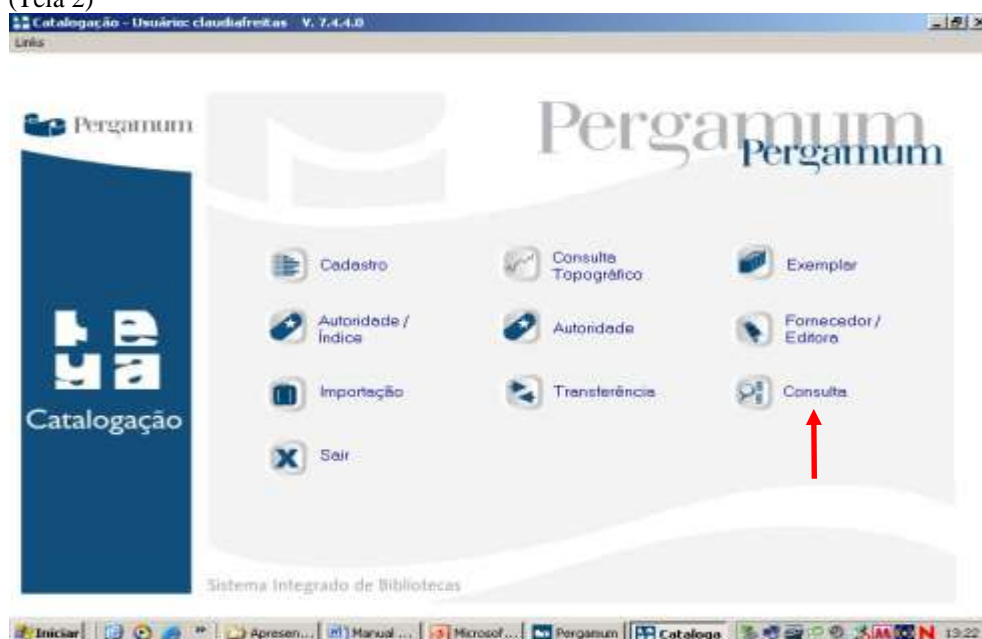 (Tela 2)
Catalogação - Usuário: claudiafreitas V. 7.4.4.0
Links
Pergamum
Pergamum
Pergamum
Cadastro
Consulta
Topográfico
Exemplar
Autoridade /
Índice
Autoridade
Fornecedor /
Editora
Importação
Transferência
Consulta
Catalogação
Sair
Sistema Integrado de Bibliotecas
Iniciar
Apresen...
Manual ...
Microsof...
Pergamum
Cataloga
13:22